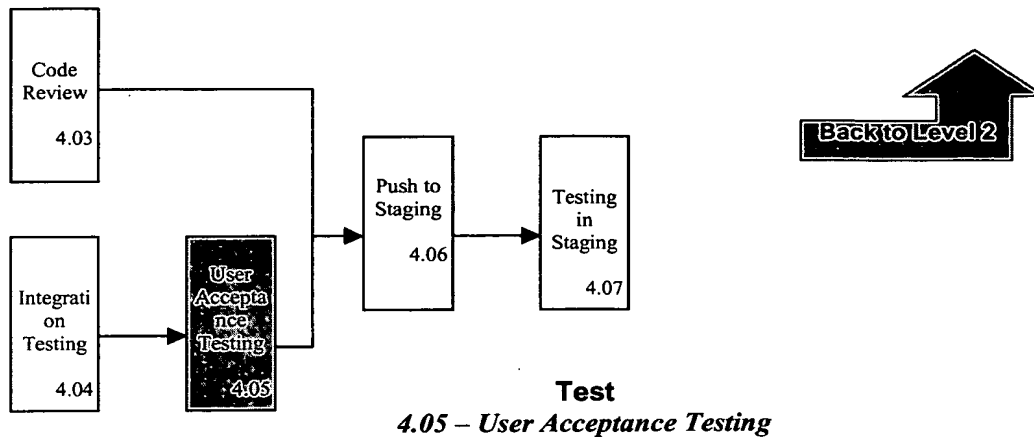 Code
Review
4.03
Back to Level 2
Push to
Staging
4.06
Testing
in
Staging
4.07
Integrati
on
Testing
4.04
User
Accepta
nce
Testing
4.05
Test
4.05 – User Acceptance Testing